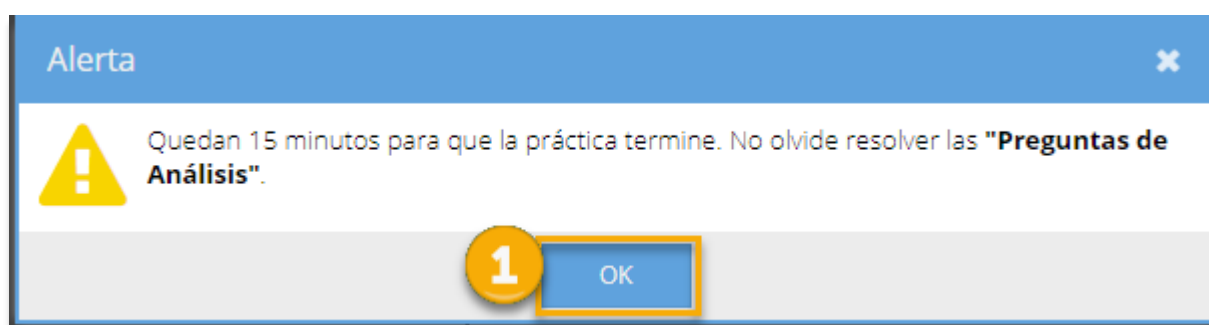 Alerta
Quedan 15 minutos para que la práctica termine. No olvide resolver las "Preguntas de
Análisis".
1
OK